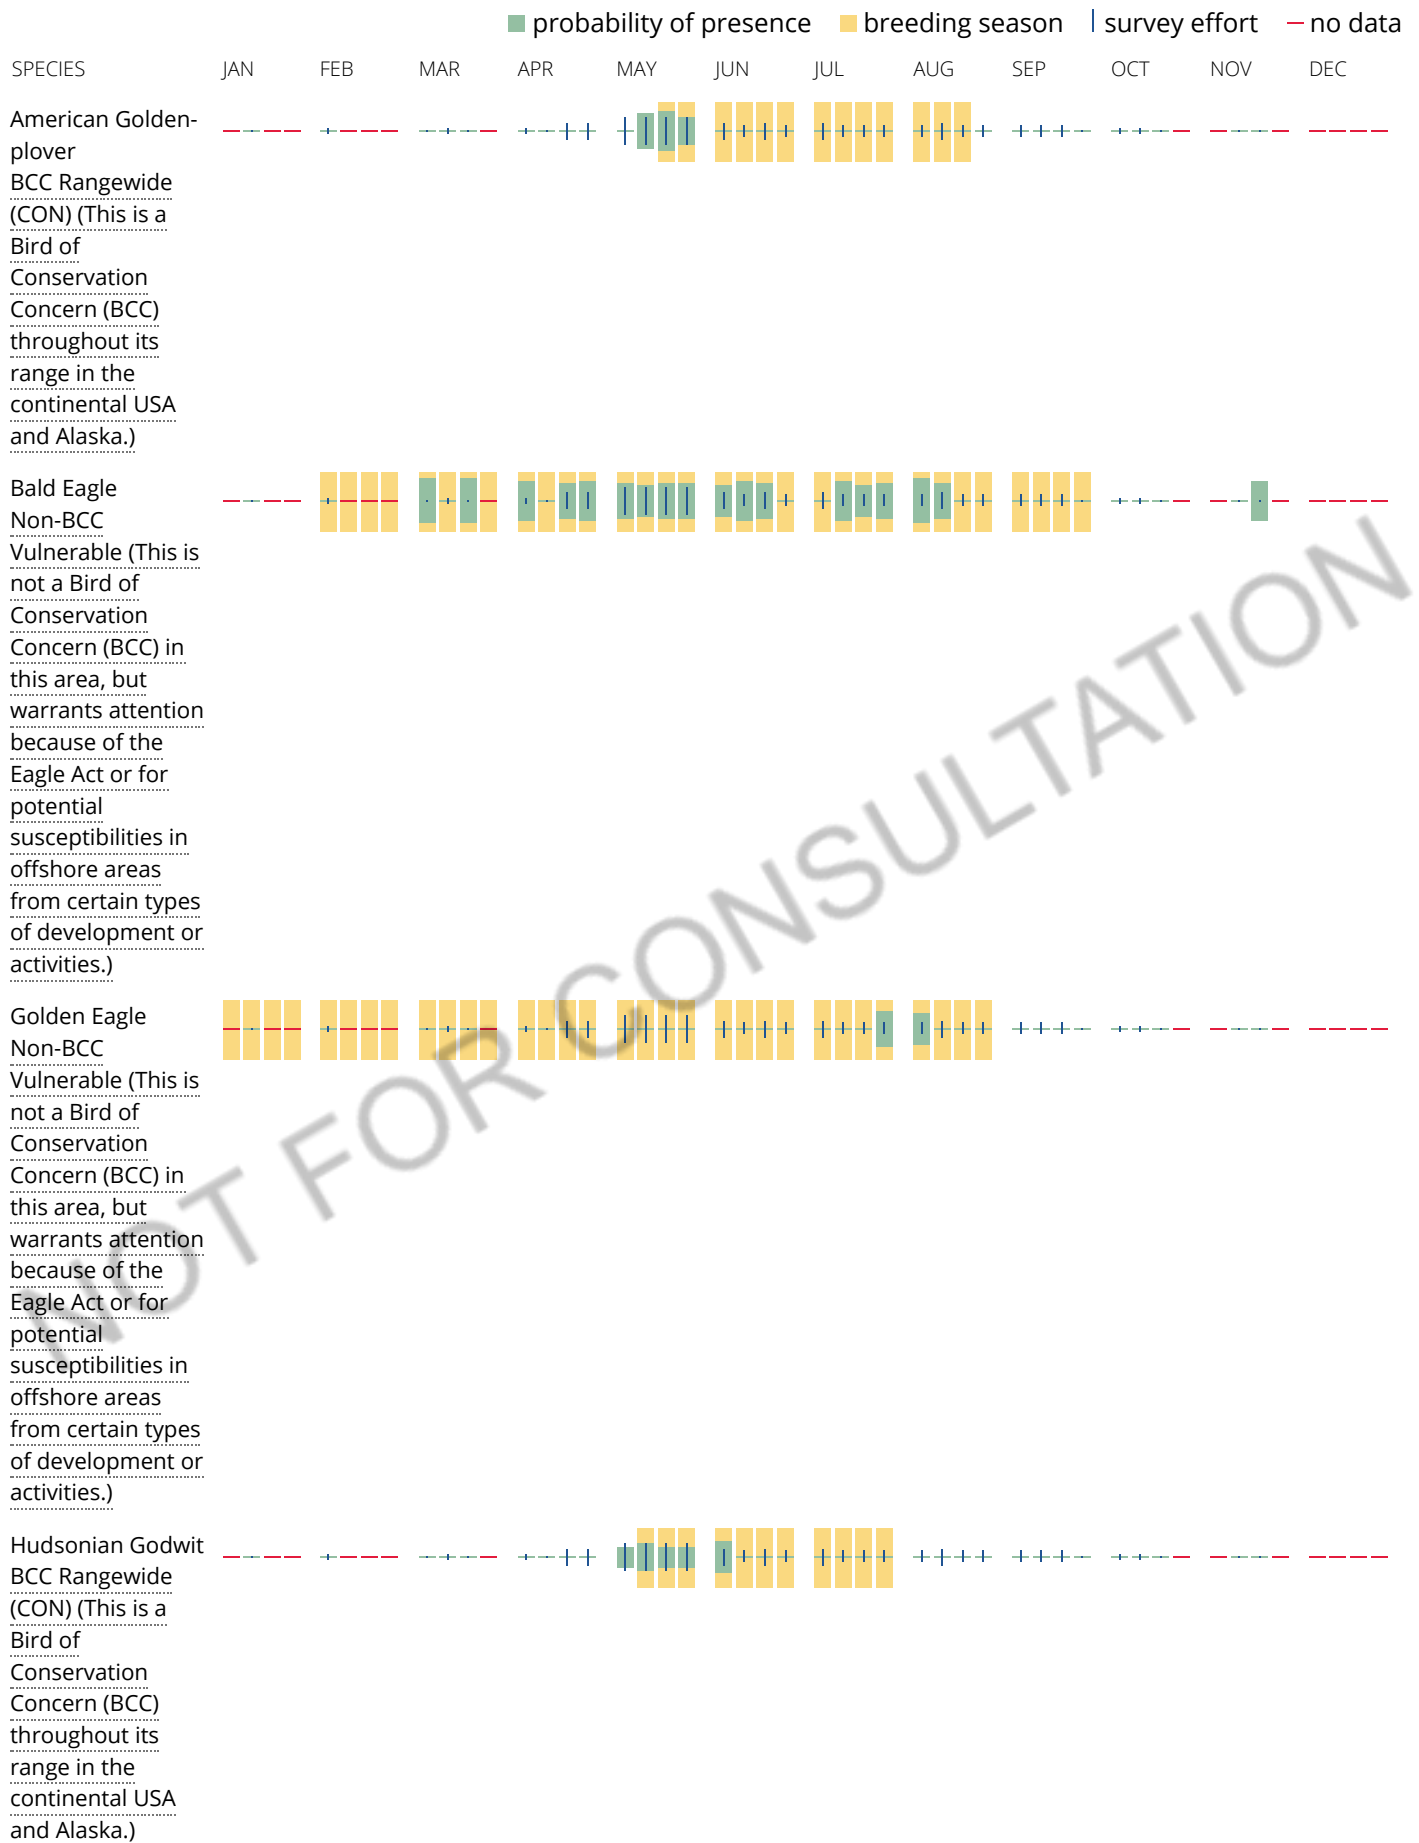 probability of presence breeding season survey effort no data
SPECIES JAN FEB MAR APR MAY JUN JUL AUG SEP OCT NOV DEC
American Golden-
plover
BCC Rangewide
(CON) (This is a
Bird of
Conservation
Concern (BCC)
throughout its
range in the
continental USA
and Alaska.)
Bald Eagle
Non-BCC
Vulnerable (This is
not a Bird of
Conservation
Concern (BCC) in
this area, but
warrants attention
because of the
Eagle Act or for
potential
susceptibilities in
offshore areas
from certain types
of development or
activities.)
Golden Eagle
Non-BCC
Vulnerable (This is
not a Bird of
Conservation
Concern (BCC) in
this area, but
warrants attention
because of the
Eagle Act or for
potential
susceptibilities in
offshore areas
from certain types
of development or
activities.)
Hudsonian Godwit
BCC Rangewide
(CON) (This is a
Bird of
Conservation
Concern (BCC)
throughout its
range in the
continental USA
and Alaska.)
NOT FOR CONSULTATION